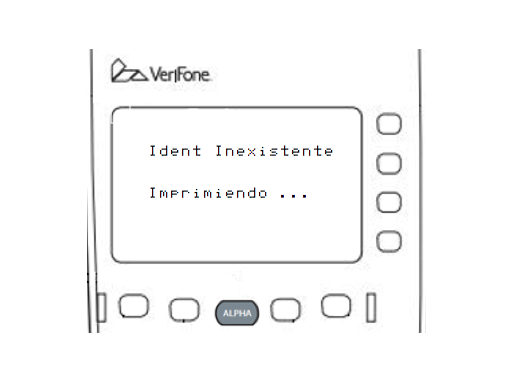 VeriFone.
Ident Inexistente
Imprimiendo ...
ALPHA